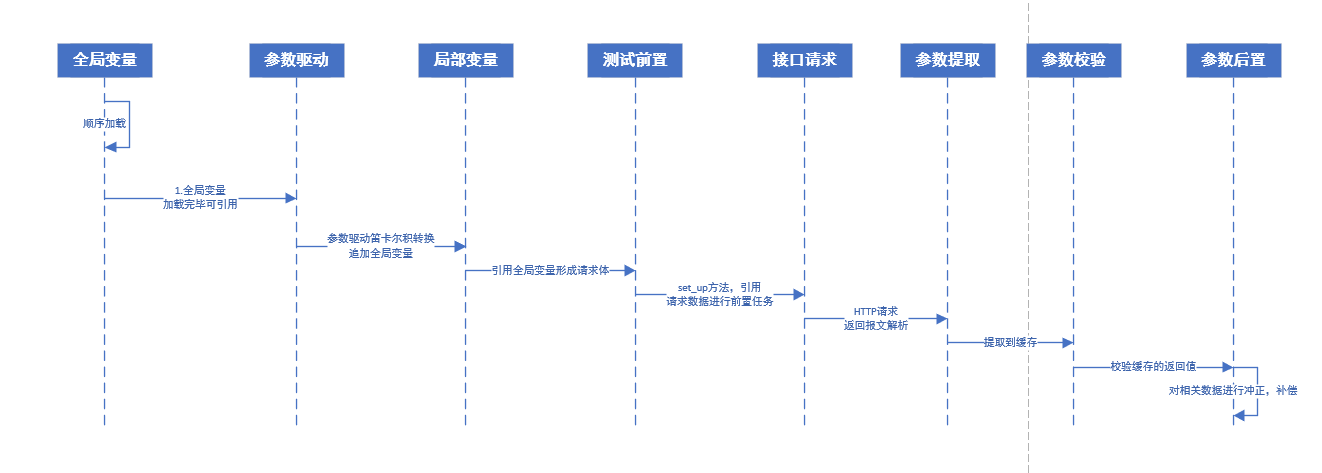 全局变量
参数驱动
局部变量
测试前置
接口请求
参数提取
参数校验
参数后置
顺序加载
1.全局变量
加载完毕可引用
参数驱动笛卡尔积转换
追加全局变量
引用全局变量形成请求体
set_up方法，引用
请求数据进行前置任务
HTTP请求
返回报文解析
提取到缓存
校验缓存的返回值
对相关数据进行冲正，补偿